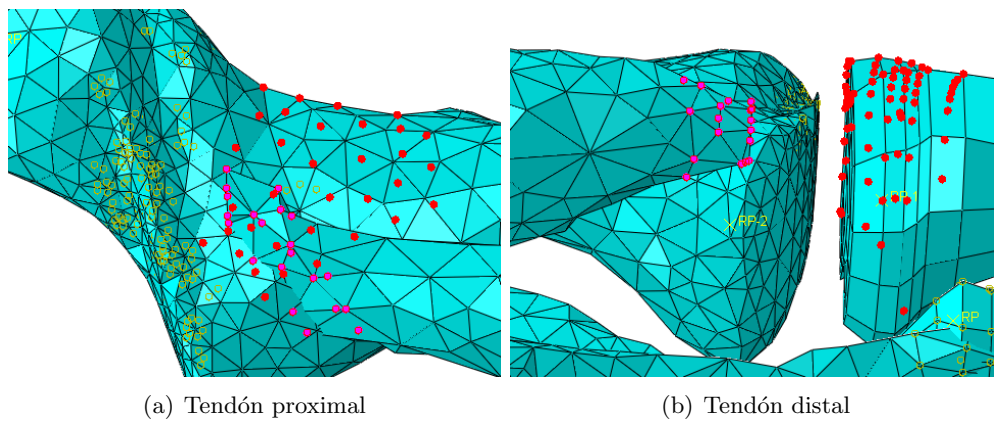 RP
RP-2
RP-1
RP
(a) Tendón proximal
(b) Tendón distal